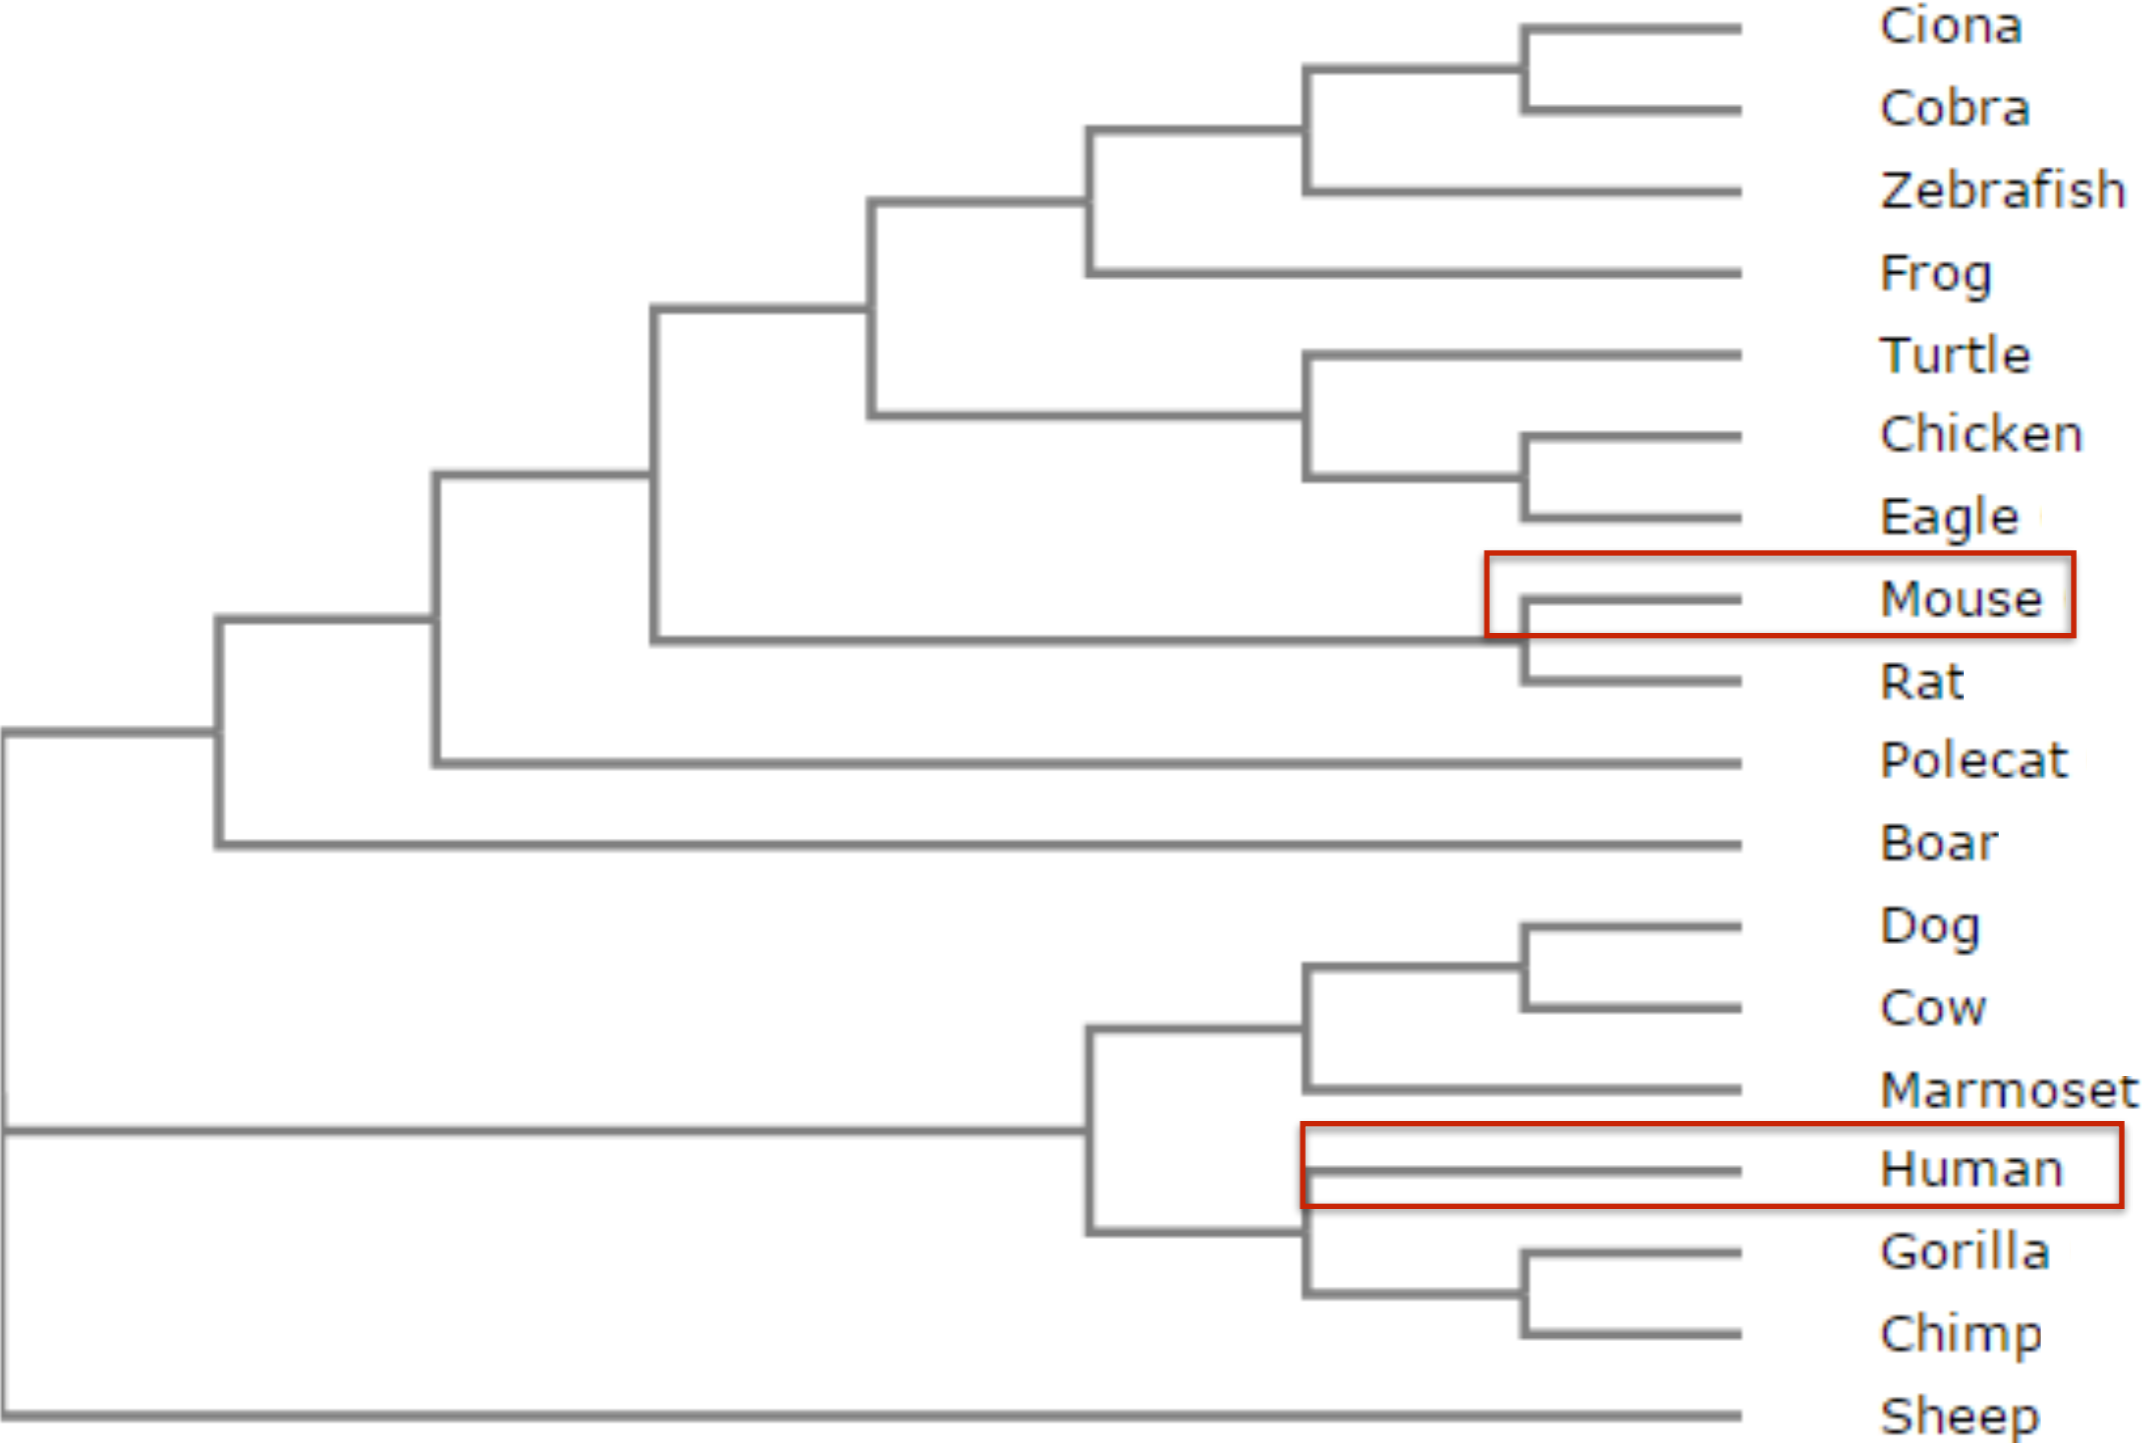 Ciona
Cobra
Zebrafish
Frog
Turtle
Chicken
Eagle
Mouse
Rat
Polecat
Boar
Dog
Cow
Marmoset
Human
Gorilla
Chimp
Sheep